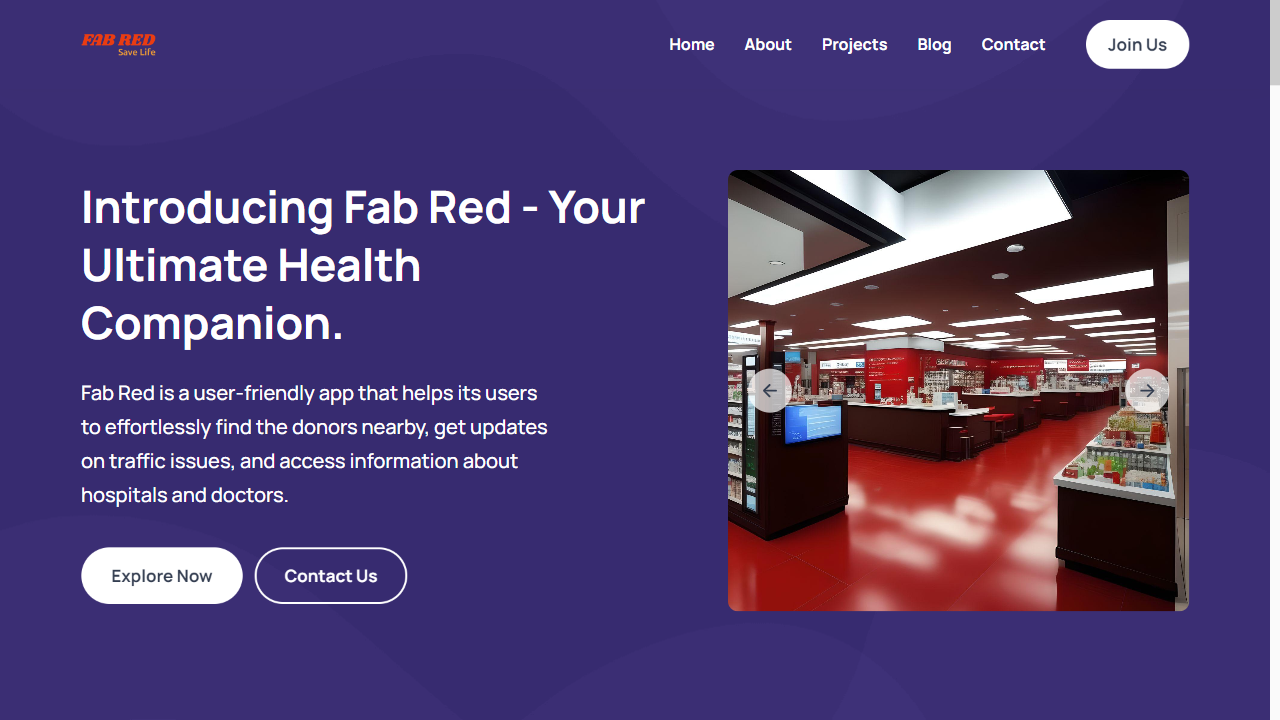 FAB RED
Save Life
Home About Projects Blog Contact Join Us
Introducing Fab Red - Your
Ultimate Health
Companion.
Fab Red is a user-friendly app that helps its users
to effortlessly find the donors nearby, get updates
on traffic issues, and access information about
hospitals and doctors.
Explore Now Contact Us